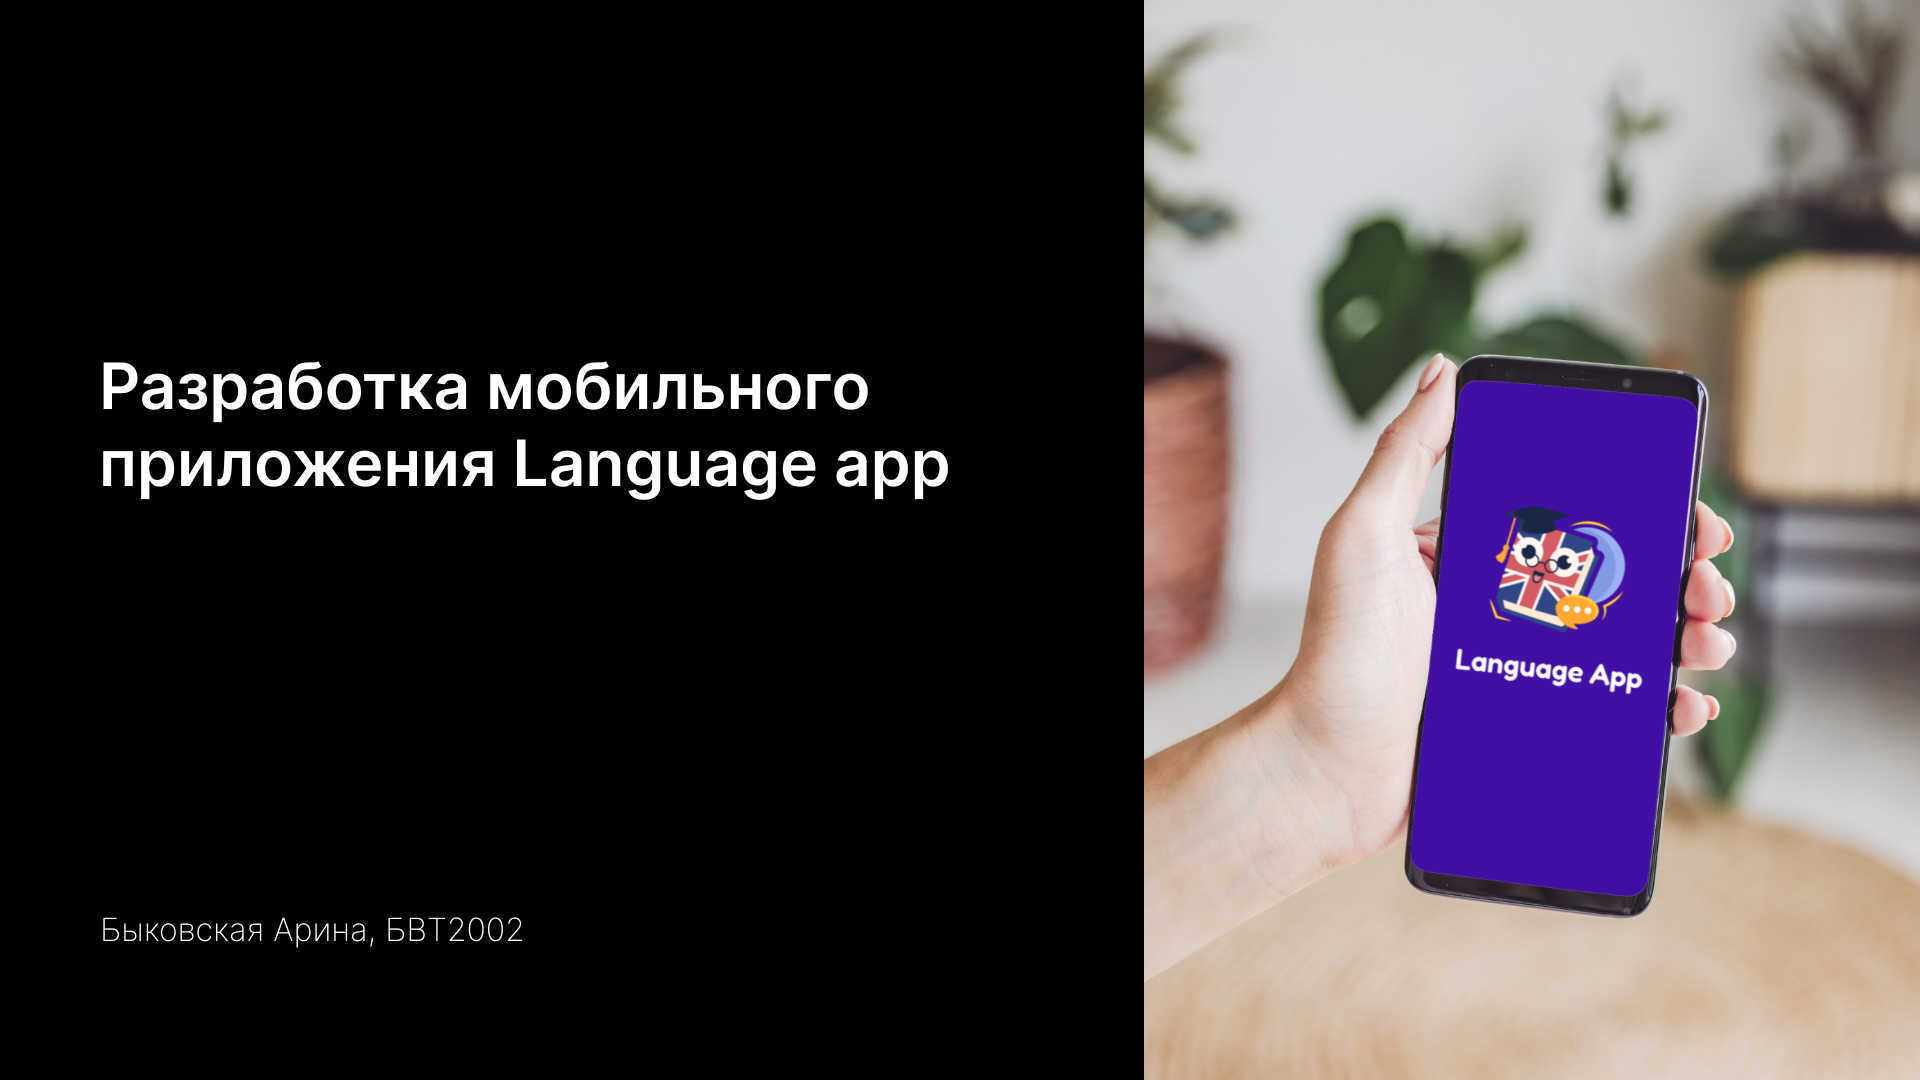 Разработка мобильного
приложения Language app
Быковская Арина, БВТ2002
Language App